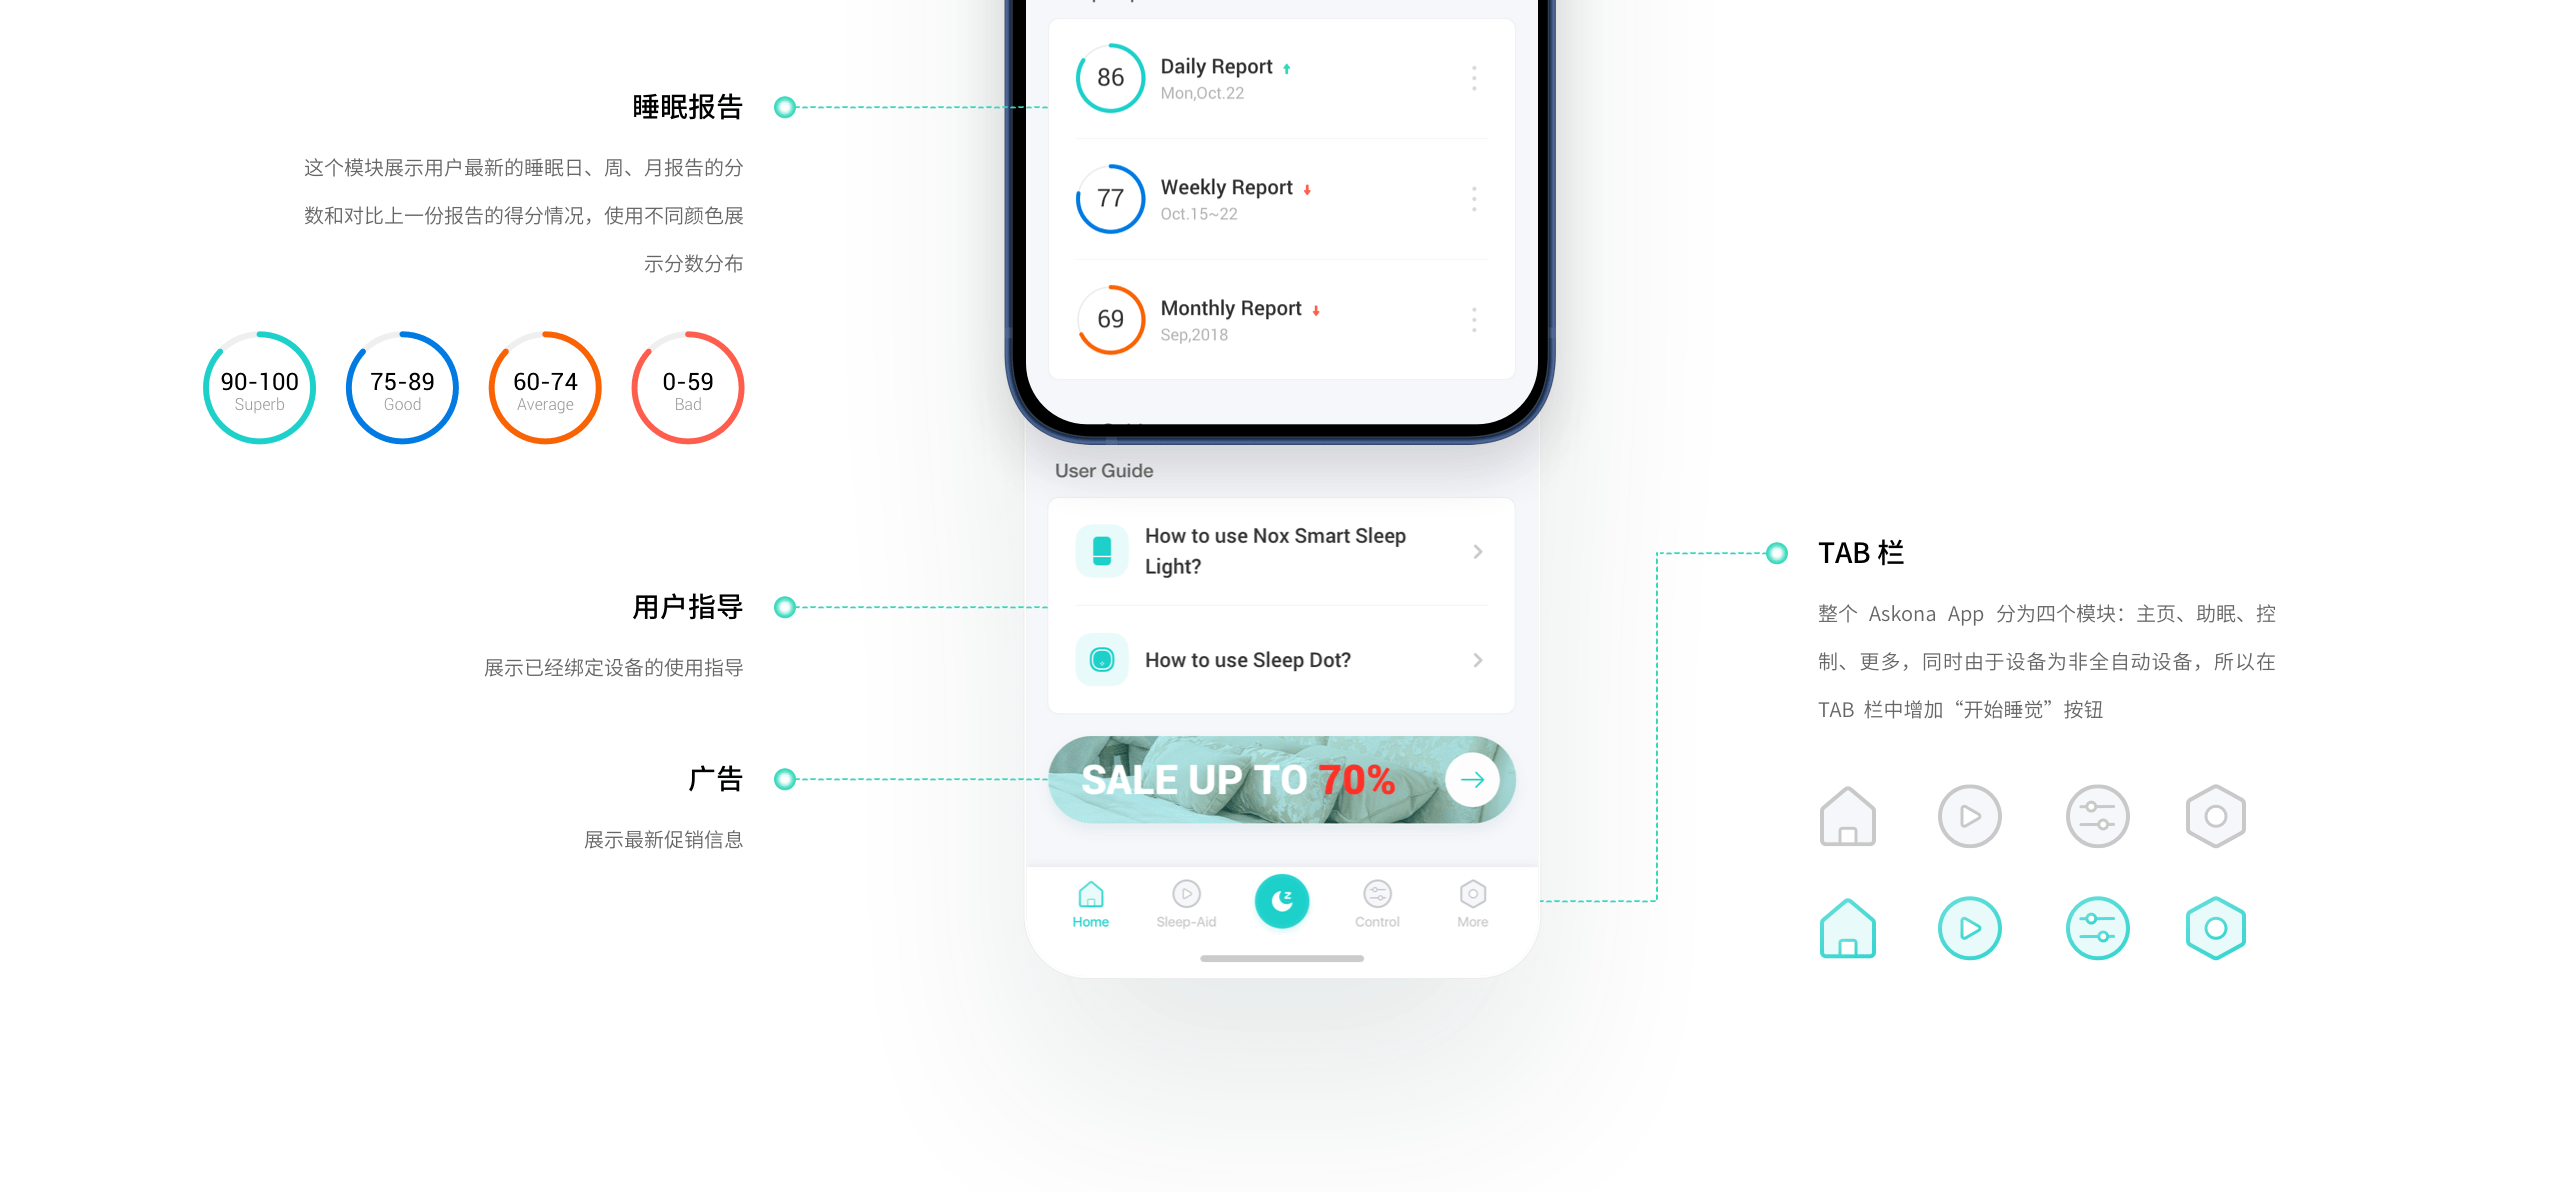 睡眠报告
这个模块展示用户最新的睡眠日、周、月报告的分
数和对比上一份报告的得分情况，使用不同颜色展
示分数分布
90-100
Superb
75-89
Good
60-74
Average
0-59
Bad
用户指导
展示已经绑定设备的使用指导
广告
展示最新促销信息
86
Daily Report
Mon,Oct.22
77
Weekly Report
Oct.15~22
69
Monthly Report
Sep,2018
User Guide
How to use Nox Smart Sleep
Light?
How to use Sleep Dot?
SALE UP TO 70%
Home
Sleep-Aid
Control
More
TAB 栏
整个 Askona App 分为四个模块：主页、助眠、控
制、更多，同时由于设备为非全自动设备，所以在
TAB 栏中增加“开始睡觉”按钮